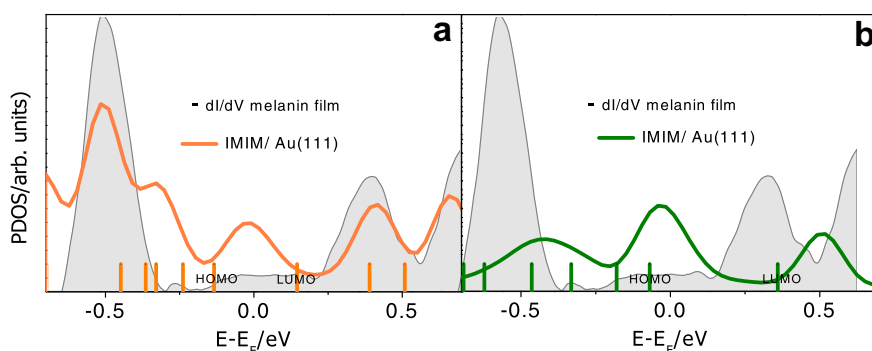 a
b
- dI/dV melanin film
IMIM/ Au(111)
- dI/dV melanin film
IMIM/ Au(111)
PDOS/arb. units)
HOMO
LUMO
HOMO
LUMO
-0.5
0.0
0.5
-0.5
0.0
0.5
E-EF/eV
E-EF/eV